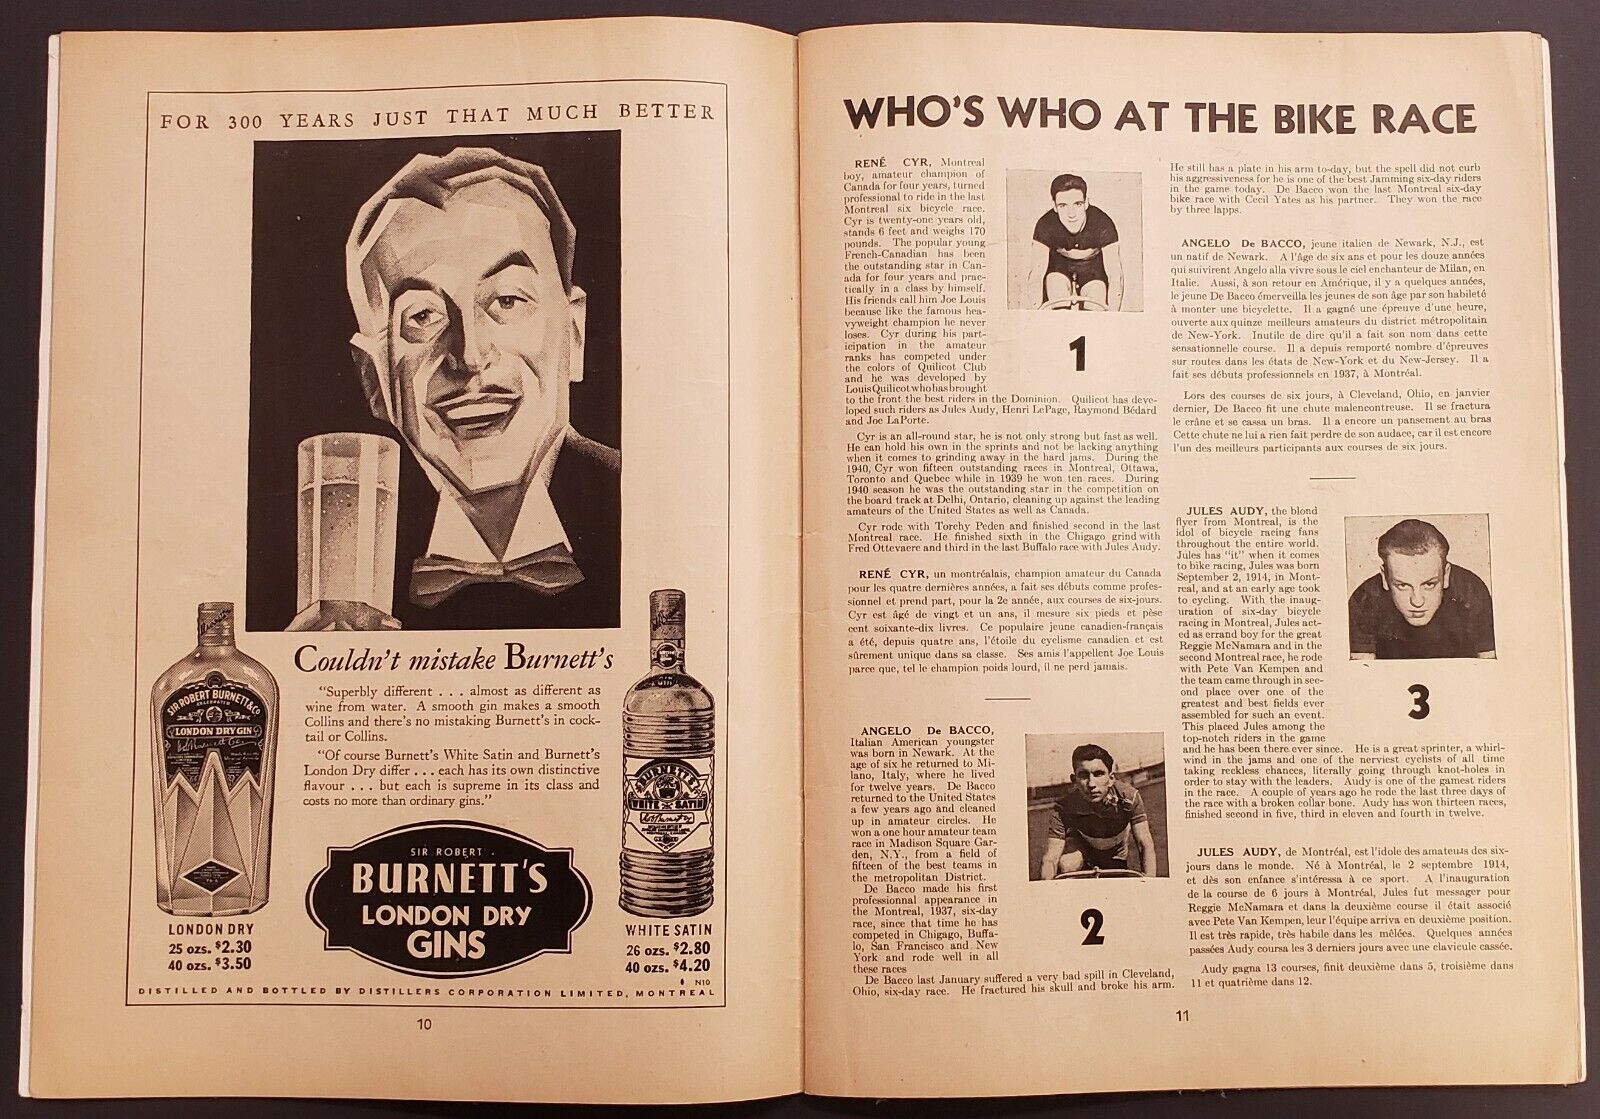 FOR 300 YEARS JUST THAT MUCH BETTER
Couldn't mistake Burnett's
"Superbly different . . . almost as different as
wine from water. A smooth gin makes a smooth
Collins and there's no mistaking Burnett's in cock-
tail or Collins.
"Of course Burnett's White Satin and Burnett's
London Dry differ . . . each has its own distinctive
flavour . . . but each is supreme in its class and
costs no more than ordinary gins."
SIR ROBERT BURNETT & CO
LONDON DRY GIN
BURNETT'S
WHITE SATIN
GIN
SIR ROBERT
BURNETT'S
LONDON DRY
GINS
LONDON DRY
25 ozs. $2.30
40 ozs. $3.50
WHITE SATIN
26 ozs. $2.80
40 ozs. $4.20
N10
DISTILLED AND BOTTLED BY DISTILLERS CORPORATION LIMITED, MONTREAL
10
WHO'S WHO AT THE BIKE RACE
RENÉ CYR, Montreal
boy, amateur champion of
Canada for four years, turned
professional to ride in the last
Montreal six bicycle race.
Cyr is twenty-one years old,
stands 6 feet and weighs 170
pounds. The popular young
French-Canadian has been
the outstanding star in Can-
ada for four years and prac-
tically in a class by himself.
His friends call him Joe Louis
because like the famous hea-
vyweight champion he never
loses. Cyr during his part-
icipation in the amateur
ranks has competed under
the colors of Quilicot Club
and he was developed by
Louis Quilicot who has brought
to the front the best riders in the Dominion. Quilicot has deve-
loped such riders as Jules Audy, Henri LePage, Raymond Bédard
and Joe LaPorte.
Cyr is an all-round star, he is not only strong but fast as well.
He can hold his own in the sprints and not be lacking anything
when it comes to grinding away in the hard jams. During the
1940, Cyr won fifteen outstanding races in Montreal, Ottawa,
Toronto and Quebec while in 1939 he won ten races. During
1940 season he was the outstanding star in the competition on
the board track at Delhi, Ontario, cleaning up against the leading
amateurs of the United States as well as Canada.
Cyr rode with Torchy Peden and finished second in the last
Montreal race. He finished sixth in the Chigago grind with
Fred Ottevaere and third in the last Buffalo race with Jules Audy.
RENÉ CYR, un montréalais, champion amateur du Canada
pour les quatre dernières années, a fait ses débuts comme profes-
sionnel et prend part, pour la 2e année, aux courses de six-jours.
Cyr est âgé de vingt et un ans, il mesure six pieds et pèse
cent soixante-dix livres. Ce populaire jeune canadien-français
a été, depuis quatre ans, l'étoile du cyclisme canadien et est
sûrement unique dans sa classe. Ses amis l'appellent Joe Louis
parce que, tel le champion poids lourd, il ne perd jamais.
1
ANGELO De BACCO,
Italian American youngster
was born in Newark. At the
age of six he returned to Mi-
lano, Italy, where he lived
for twelve years. De Bacco
returned to the United States
a few years ago and cleaned
up in amateur circles. He
won a one hour amateur team
race in Madison Square Gar-
den, N.Y., from a field of
fifteen of the best teams in
the metropolitan District.
De Bacco made his first
professionnal appearance in
the Montreal, 1937, six-day
race, since that time he has
competed in Chigago, Buffa-
lo, San Francisco and New
York and rode well in all
these races
De Bacco last January suffered a very bad spill in Cleveland,
Ohio, six-day race. He fractured his skull and broke his arm.
2
He still has a plate in his arm to-day, but the spell did not curb
his aggressiveness for he is one of the best Jamming six-day riders
in the game today. De Bacco won the last Montreal six-day
bike race with Cecil Yates as his partner. They won the race
by three lapps.
ANGELO De BACCO, jeune italien de Newark, N.J., est
un natif de Newark. A l'âge de six ans et pour les douze années
qui suivirent Angelo alla vivre sous le ciel enchanteur de Milan, en
Italie. Aussi, à son retour en Amérique, il y a quelques années,
le jeune De Bacco émerveilla les jeunes de son âge par son habileté
à monter une bicyclette. Il a gagné une épreuve d'une heure,
ouverte aux quinze meilleurs amateurs du district métropolitain
de New-York. Inutile de dire qu'il a fait son nom dans cette
sensationnelle course. Il a depuis remporté nombre d'épreuves
sur routes dans les états de New-York et du New-Jersey. Il a
fait ses débuts professionnels en 1937, à Montréal.
Lors des courses de six jours, à Cleveland, Ohio, en janvier
dernier, De Bacco fit une chute malencontreuse. Il se fractura
le crâne et se cassa un bras. Il a encore un pansement au bras
Cette chute ne lui a rien fait perdre de son audace, car il est encore
l'un des meilleurs participants aux courses de six jours.
JULES AUDY, the blond
flyer from Montreal, is the
idol of bicycle racing fans
throughout the entire world.
Jules has "it" when it comes
to bike racing, Jules was born
September 2, 1914, in Mont-
real, and at an early age took
to cycling. With the inaug-
uration of six-day bicycle
racing in Montreal, Jules act-
ed as errand boy for the great
Reggie McNamara and in
the second Montreal race, he rode
with Pete Van Kempen and
the team came through in sec-
ond place over one of the
greatest and best fields ever
assembled for such an event.
This placed Jules among the
top-notch riders in the game
and he has been there ever since. He is a great sprinter, a whirl-
wind in the jams and one of the nerviest cyclists of all time
taking reckless chances, literally going through knot-holes in
order to stay with the leaders. Audy is one of the gamest riders
in the race. A couple of years ago he rode the last three days of
the race with a broken collar bone. Audy has won thirteen races,
finished second in five, third in eleven and fourth in twelve.
3
JULES AUDY, de Montréal, est l'idole des amateurs des six-
jours dans le monde. Né à Montréal, le 2 septembre 1914,
et dès son enfance s'intéressa à ce sport. A l'inauguration
de la course de 6 jours à Montréal, Jules fut messager pour
Reggie McNamara et dans la deuxième course il était associé
avec Pete Van Kempen, leur l'équipe arriva en deuxième position.
Il est très rapide, très habile dans les mêlées. Quelques années
passées Audy coursa les 3 derniers jours avec une clavicule cassée.
Audy gagna 13 courses, finit deuxième dans 5, troisième dans
11 et quatrième dans 12.
11